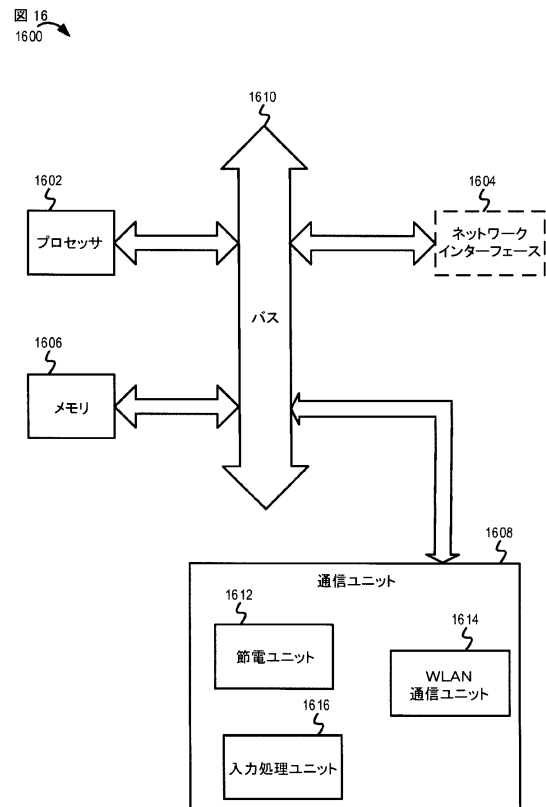 図 16
1600
1610
1602
プロセッサ
1604
ネットワーク
インターフェース
バス
1606
メモリ
1608
通信ユニット
1612
節電ユニット
1614
WLAN
通信ユニット
1616
入力処理ユニット